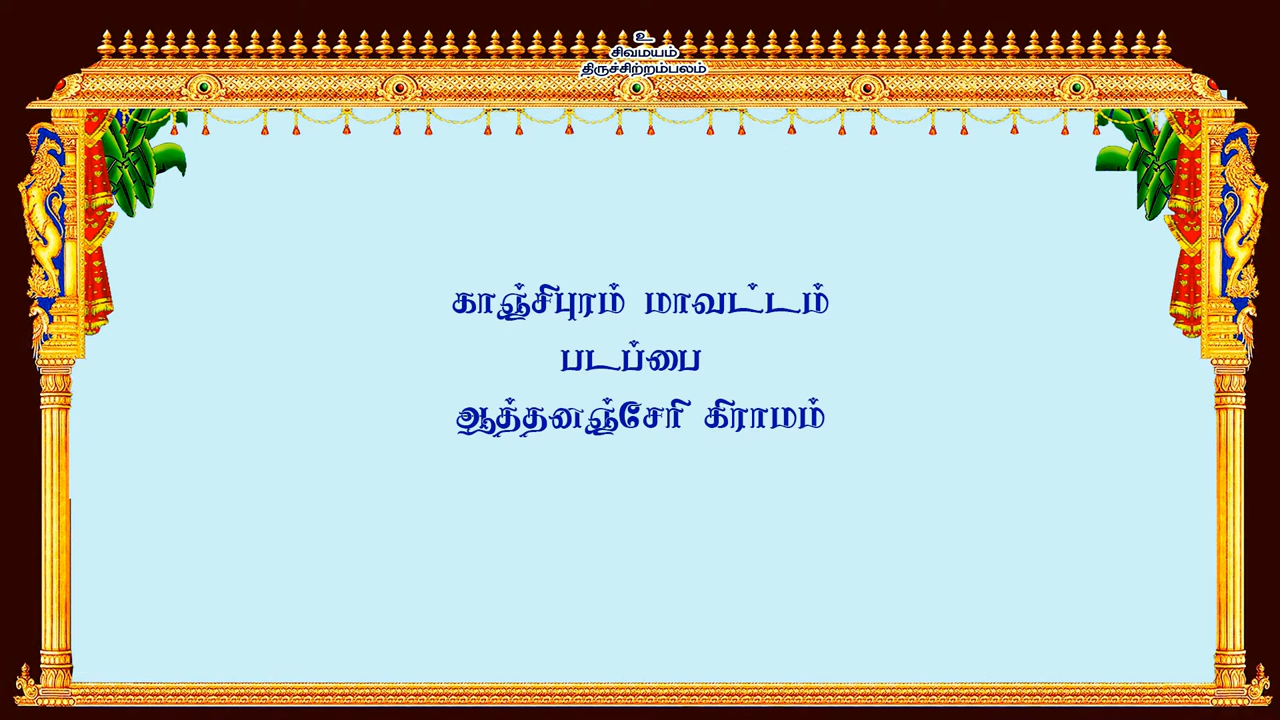 உ
சிவமயம்
திருச்சிற்றம்பலம்
காஞ்சிபுரம் மாவட்டம்
படப்பை
ஆத்தனஞ்சேரி கிராமம்